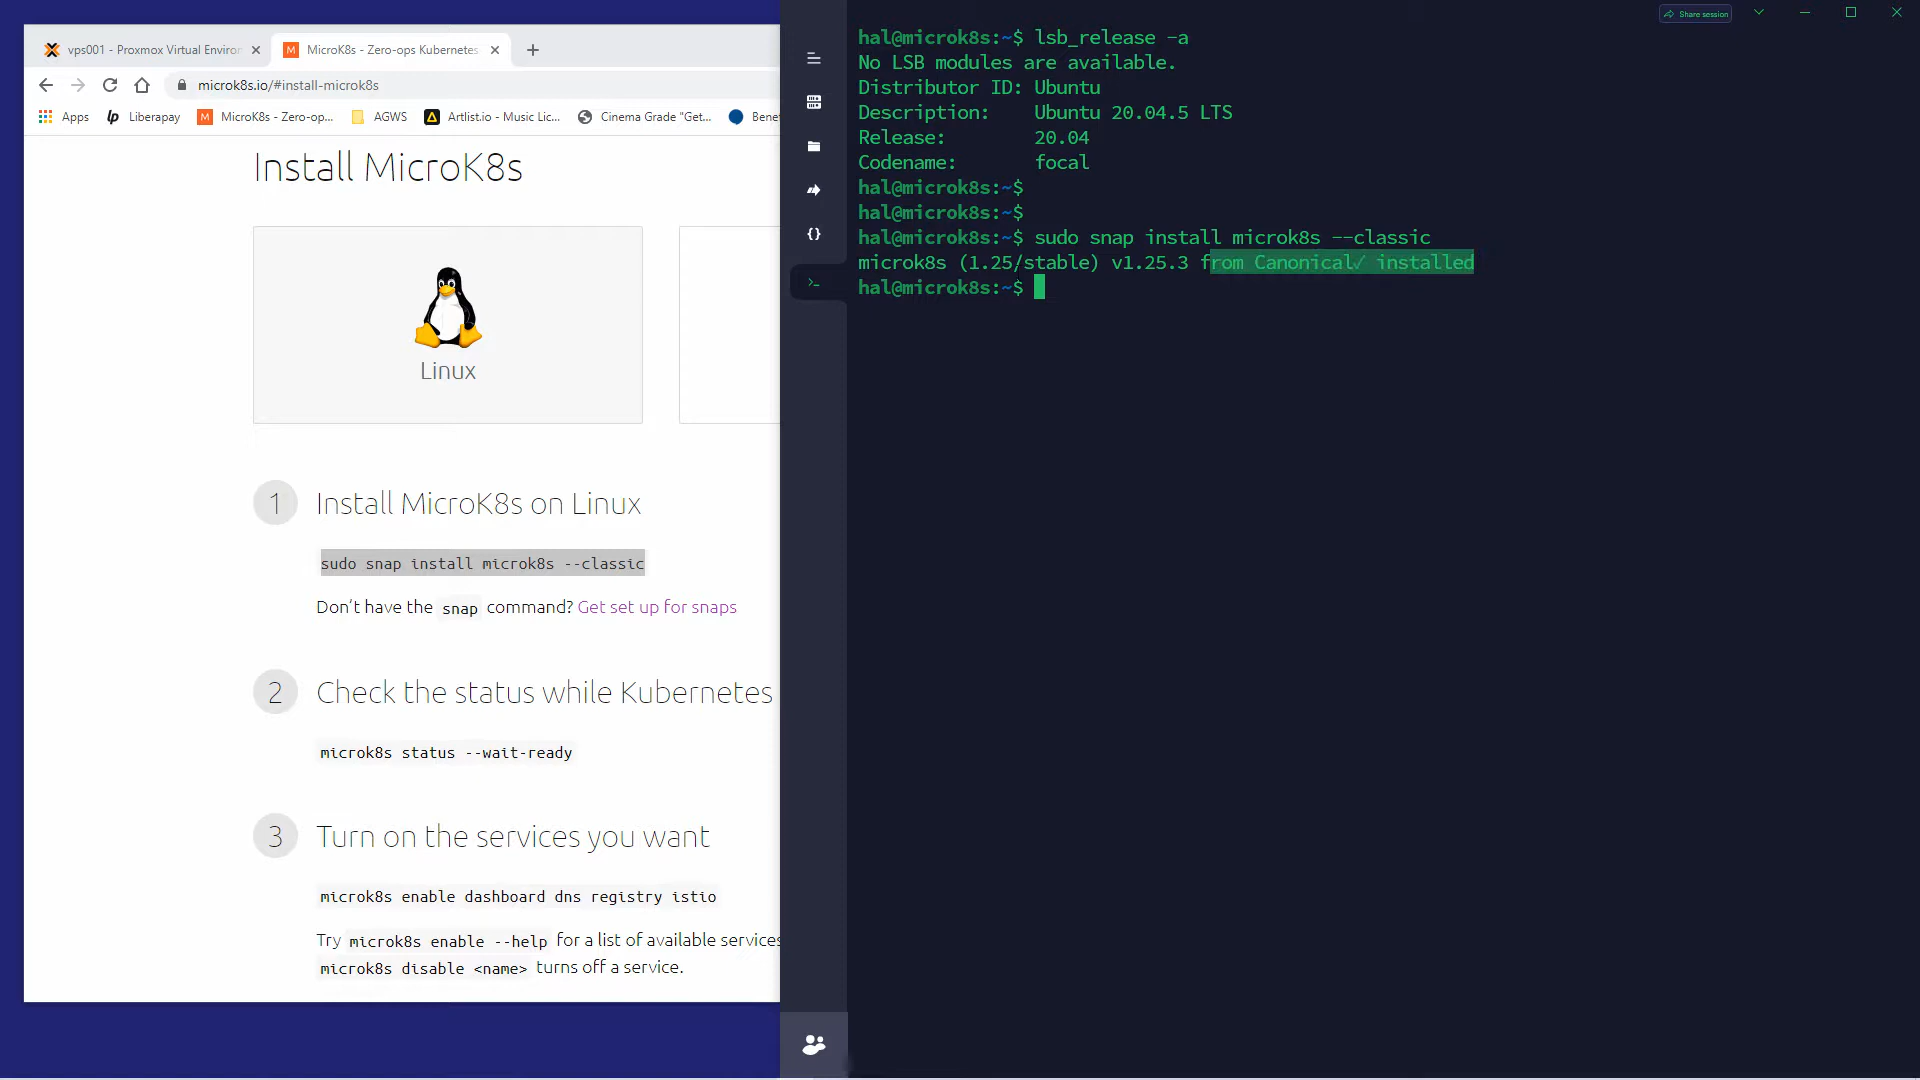 vps001 - Proxmox Virtual Enviror
MicroK8s - Zero-ops Kubernetes
microk8s.io/#install-microk8s
Apps
Liberapay
MicroK8s - Zero-op...
AGWS
Artlist.io - Music Lic...
Cinema Grade "Get...
Benef
Install MicroK8s
Linux
1
Install MicroK8s on Linux
sudo snap install microk8s --classic
Don't have the snap command? Get set up for snaps
2
Check the status while Kubernetes
microk8s status --wait-ready
3
Turn on the services you want
microk8s enable dashboard dns registry istio
Try microk8s enable --help for a list of available services
microk8s disable <name> turns off a service.
Share session
hal@microk8s:~$ lsb_release -a
No LSB modules are available.
Distributor ID: Ubuntu
Description: Ubuntu 20.04.5 LTS
Release: 20.04
Codename: focal
hal@microk8s:~$
hal@microk8s:~$
hal@microk8s:~$ sudo snap install microk8s --classic
microk8s (1.25/stable) v1.25.3 from Canonical✓ installed
hal@microk8s:~$